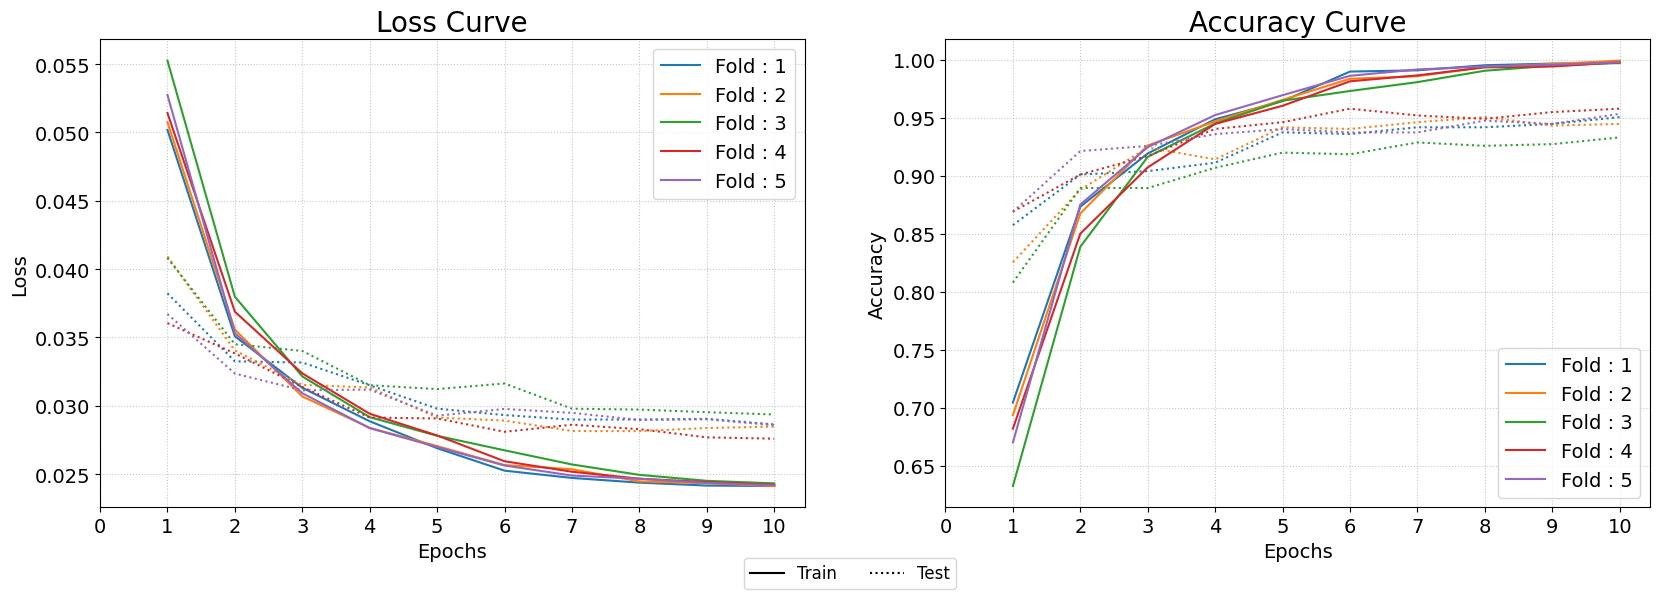 Loss Curve
0.055
0.050
0.045
0.040
0.035
0.030
0.025
Loss
0 1 2 3 4 5 6 7 8 9 10
Epochs
Fold : 1
Fold : 2
Fold : 3
Fold : 4
Fold : 5
Accuracy Curve
1.00
0.95
0.90
0.85
0.80
0.75
0.70
0.65
Accuracy
0 1 2 3 4 5 6 7 8 9 10
Epochs
Fold : 1
Fold : 2
Fold : 3
Fold : 4
Fold : 5
Train Test